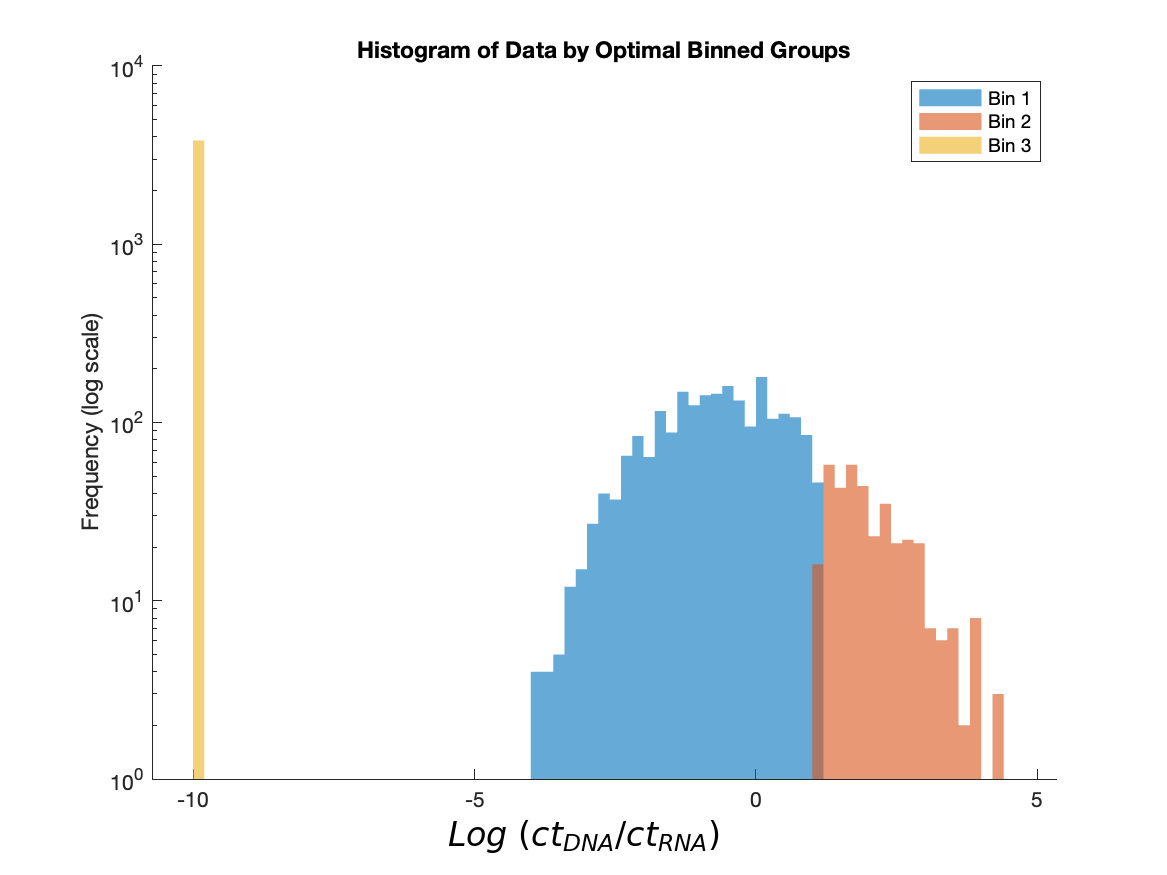 Histogram of Data by Optimal Binned Groups
Bin 1
Bin 2
Bin 3
Frequency (log scale)
10⁴
10³
10²
10¹
10⁰
-10 -5 0 5
Log (ct_DNA/ct_RNA)